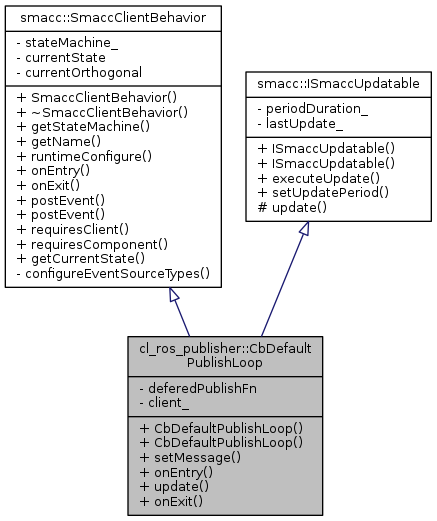 smacc::SmaccClientBehavior
- stateMachine_
- currentState
- currentOrthogonal
+ SmaccClientBehavior()
+ ~SmaccClientBehavior()
+ getStateMachine()
+ getName()
+ runtimeConfigure()
+ onEntry()
+ onExit()
+ postEvent()
+ postEvent()
+ requiresClient()
+ requiresComponent()
+ getCurrentState()
- configureEventSourceTypes()
smacc::ISmaccUpdatable
- periodDuration_
- lastUpdate_
+ ISmaccUpdatable()
+ ISmaccUpdatable()
+ executeUpdate()
+ setUpdatePeriod()
# update()
cl_ros_publisher::CbDefault
PublishLoop
- deferedPublishFn
- client_
+ CbDefaultPublishLoop()
+ CbDefaultPublishLoop()
+ setMessage()
+ onEntry()
+ update()
+ onExit()